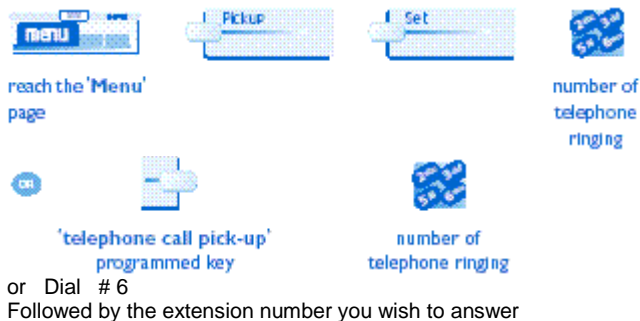 menu
Pickup
Set
reach the 'Menu'
page
number of
telephone
ringing
OR
'telephone call pick-up'
programmed key
number of
telephone ringing
or Dial # 6
Followed by the extension number you wish to answer